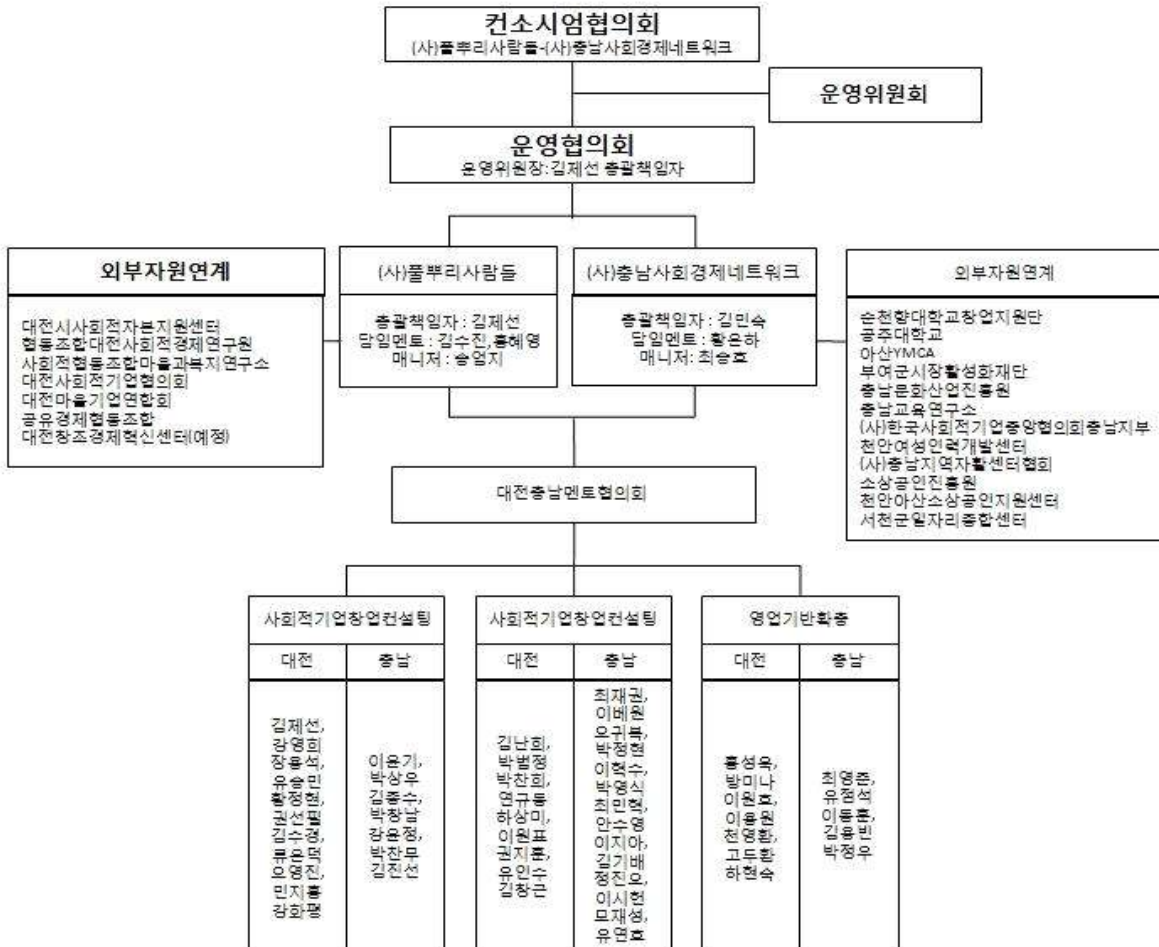 컨소시엄협의회
(사)풀뿌리사람들-(사)충남사회경제네트워크
운영위원회
운영협의회
운영위원장:김제선 총괄책임자
외부자원연계
대전시사회적자본지원센터
협동조합대전사회적경제연구원
사회적협동조합마을과복지연구소
대전사회적기업협의회
대전마을기업연합회
공유경제협동조합
대전창조경제혁신센터(예정)
(사)풀뿌리사람들
총괄책임자 : 김제선
담임멘토 : 김수진,홍혜영
매니저 : 송엄지
(사)충남사회경제네트워크
총괄책임자 : 김민숙
담임멘토 : 황은하
매니저: 최승호
외부자원연계
순천향대학교창업지원단
공주대학교
아산YMCA
부여군시장활성화재단
충남문화산업진흥원
충남교육연구소
(사)한국사회적기업중앙협의회충남지부
천안여성인력개발센터
(사)충남지역자활센터협회
소상공인진흥원
천안아산소상공인지원센터
서천군일자리종합센터
대전충남멘토협의회
사회적기업창업컨설팅
대전
충남
김제선,
강영희
장용석,
유승민
황정현,
권선필
김수경,
류은덕
오영진,
민지홍
강화평
이윤기,
박상우
김종수,
박창남
강윤정,
박찬무
김진선
사회적기업창업컨설팅
대전
충남
김난희,
박범정
박찬희,
연규동
하상미,
이원표
권지훈,
유인수
김창근
최재권,
이베원
오귀복,
박정현
이혁수,
박영식
최민혁,
안수영
이지아,
김기배
정진오,
이시헌
모재성,
유연호
영업기반확충
대전
충남
홍성욱,
방미나
이원호,
이용원
천영환,
고두환
하현숙
최영준,
유점석
이동훈,
김용빈
박정우